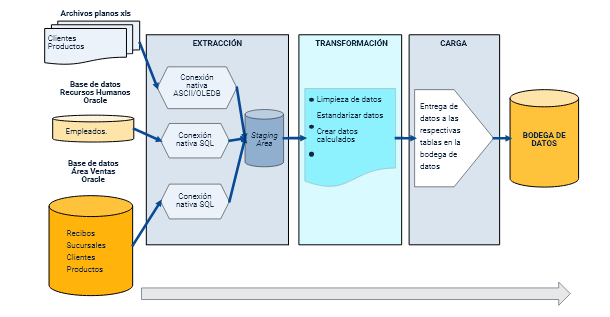 Archivos planos xls
Clientes
Productos
Base de datos
Recursos Humanos
Oracle
Empleados.
Base de datos
Área Ventas
Oracle
Recibos
Sucursales
Clientes
Productos
EXTRACCIÓN
Conexión
nativa
ASCII/OLEDB
Conexión
nativa SQL
Conexión
nativa SQL
Staging
Area
TRANSFORMACIÓN
Limpieza de datos
Estandarizar datos
Crear datos
calculados
CARGA
Entrega de
datos a las
respectivas
tablas en la
bodega de
datos
BODEGA DE
DATOS